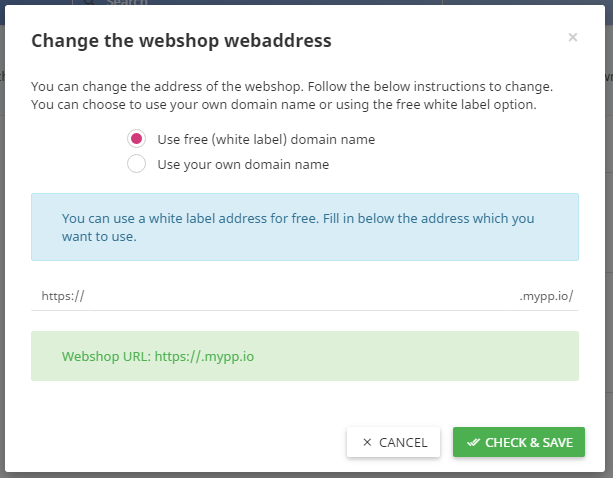 Search
Change the webshop webaddress
×
You can change the address of the webshop. Follow the below instructions to change.
You can choose to use your own domain name or using the free white label option.
Use free (white label) domain name
Use your own domain name
You can use a white label address for free. Fill in below the address which you
want to use.
https:// .mypp.io/
Webshop URL: https://.mypp.io
× CANCEL CHECK & SAVE